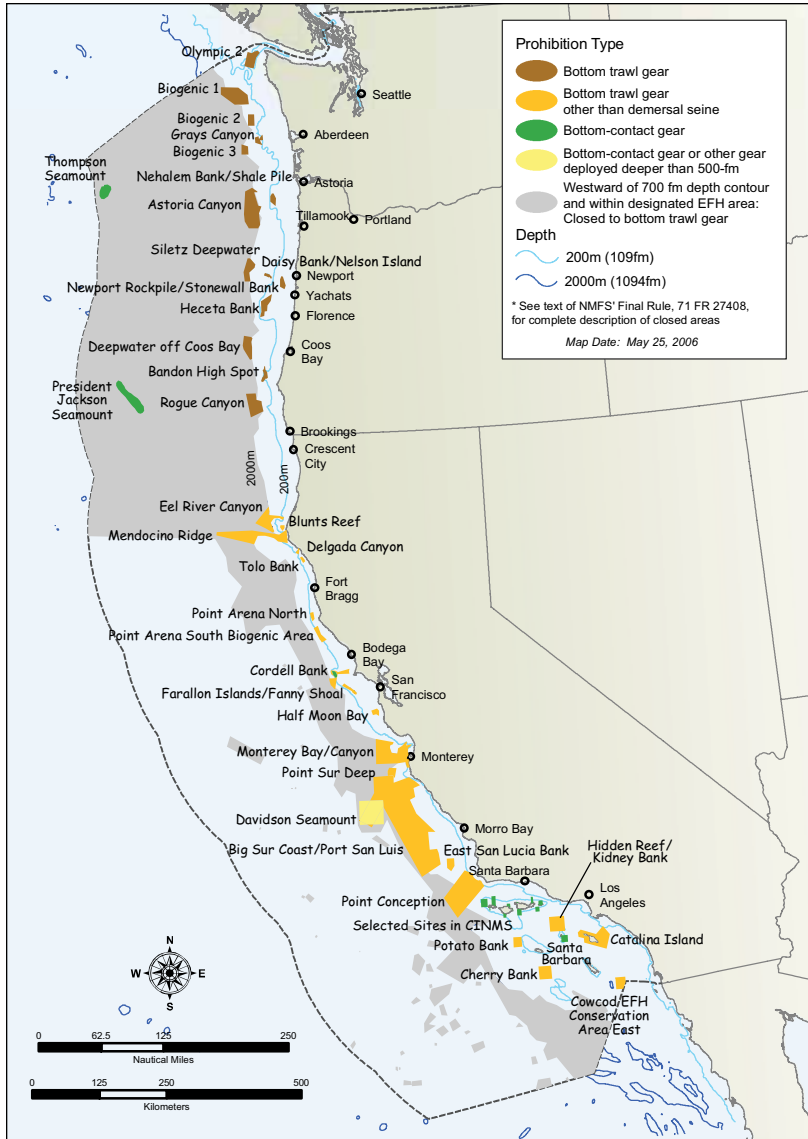 Prohibition Type
Bottom trawl gear
Bottom trawl gear
other than demersal seine
Bottom-contact gear
Bottom-contact gear or other gear
deployed deeper than 500-fm
Westward of 700 fm depth contour
and within designated EFH area:
Closed to bottom trawl gear
Depth
200m (109fm)
2000m (1094fm)
* See text of NMFS' Final Rule, 71 FR 27408,
for complete description of closed areas
Map Date: May 25, 2006
Olympic 2
Biogenic 1
Seattle
Biogenic 2
Grays Canyon
Aberdeen
Biogenic 3
Thompson
Seamount
Nehalem Bank/Shale Pile
Astoria
Astoria Canyon
Tillamook
Portland
Siletz Deepwater
Daisy Bank/Nelson Island
Newport
Newport Rockpile/Stonewall Bank
Yachats
Heceta Bank
Florence
Deepwater off Coos Bay
Coos
Bay
Bandon High Spot
President
Jackson
Seamount
Rogue Canyon
Brookings
Crescent
City
2000m
200m
Eel River Canyon
Blunts Reef
Mendocino Ridge
Delgada Canyon
Tolo Bank
Fort
Bragg
Point Arena North
Point Arena South Biogenic Area
Bodega
Bay
Cordell Bank
San
Francisco
Farallon Islands/Fanny Shoal
Half Moon Bay
Monterey Bay/Canyon
Monterey
Point Sur Deep
Davidson Seamount
Morro Bay
Big Sur Coast/Port San Luis
East San Lucia Bank
Hidden Reef/
Kidney Bank
Santa Barbara
Los
Angeles
Point Conception
Selected Sites in CINMS
Potato Bank
Santa
Barbara
Catalina Island
Cherry Bank
Cowcod/EFH
Conservation
Area East
N
W
E
S
0
62.5
125
250
Nautical Miles
0
125
250
500
Kilometers